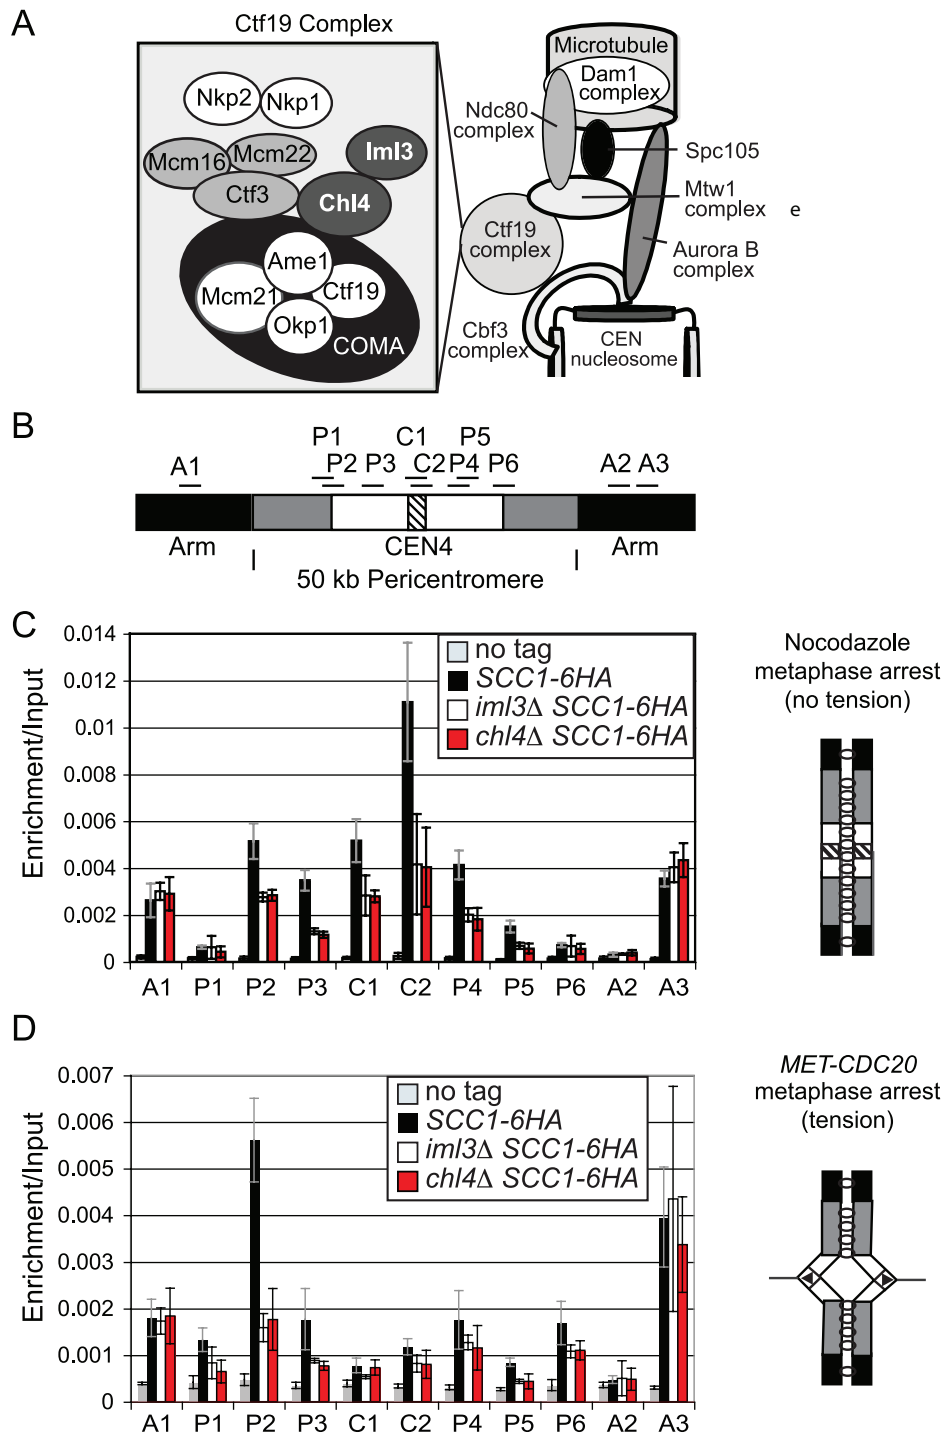 A
Ctf19 Complex
Nkp2
Nkp1
Mcm16
Mcm22
Iml3
Ctf3
Chl4
Ame1
Mcm21
Ctf19
Okp1
COMA
Microtubule
Dam1
complex
Ndc80
complex
Spc105
Mtw1
complex e
Ctf19
complex
Aurora B
complex
Cbf3
complex
CEN
nucleosome
B
P1 C1 P5
A1 P2 P3 C2 P4 P6 A2 A3
Arm CEN4 Arm
50 kb Pericentromere
C
Enrichment/Input
0.014
0.012
0.01
0.008
0.006
0.004
0.002
0
no tag
SCC1-6HA
iml3Δ SCC1-6HA
chl4Δ SCC1-6HA
A1 P1 P2 P3 C1 C2 P4 P5 P6 A2 A3
Nocodazole
metaphase arrest
(no tension)
D
Enrichment/Input
0.007
0.006
0.005
0.004
0.003
0.002
0.001
0
no tag
SCC1-6HA
iml3Δ SCC1-6HA
chl4Δ SCC1-6HA
A1 P1 P2 P3 C1 C2 P4 P5 P6 A2 A3
MET-CDC20
metaphase arrest
(tension)